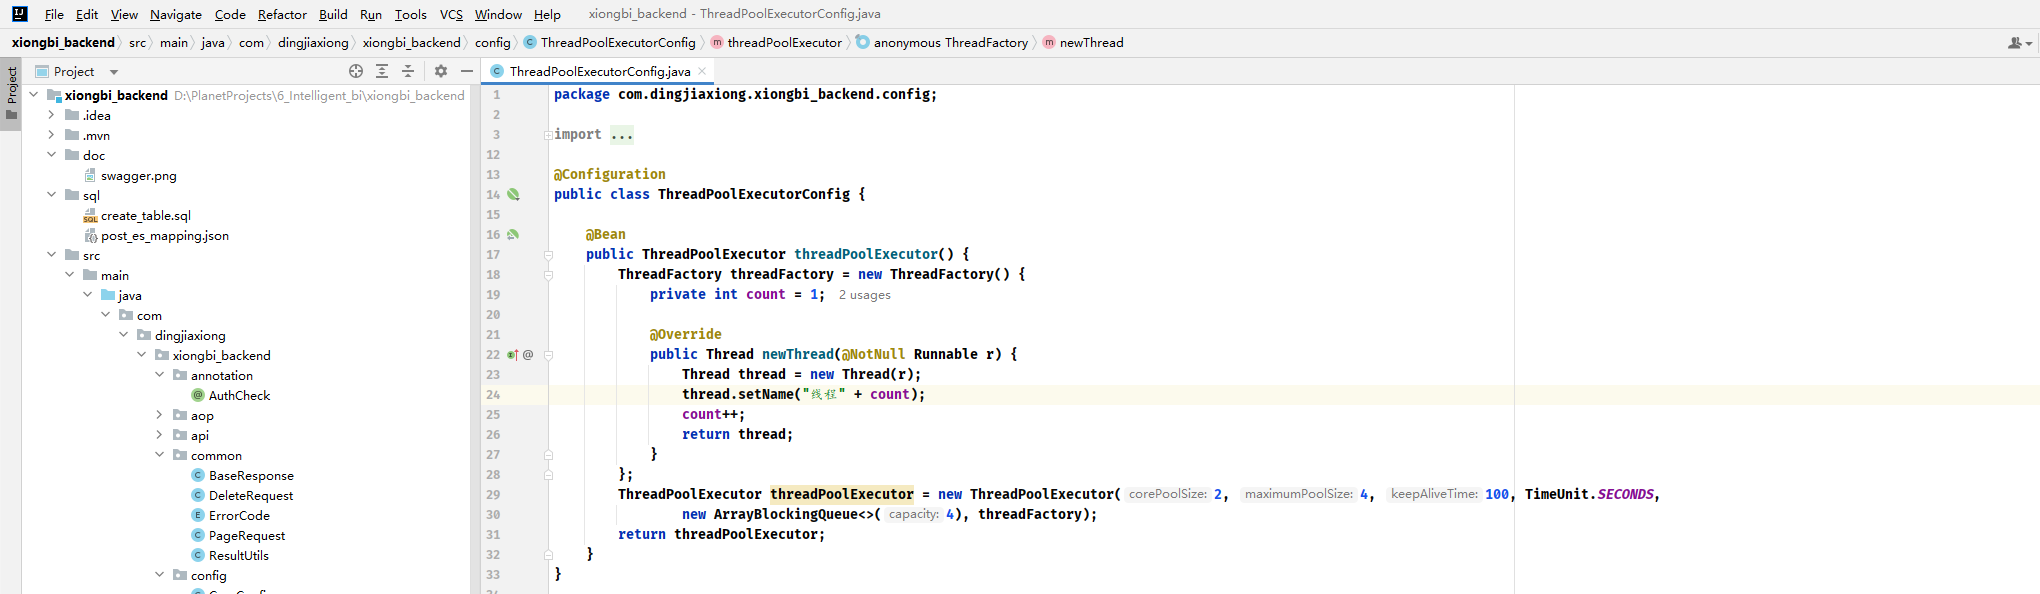 File Edit View Navigate Code Refactor Build Run Tools VCS Window Help xiongbi_backend - ThreadPoolExecutorConfig.java
xiongbi_backend src main java com dingjiaxiong xiongbi_backend config ThreadPoolExecutorConfig threadPoolExecutor anonymous ThreadFactory newThread
Project
Project
xiongbi_backend D:\PlanetProjects\6_Intelligent_bi\xiongbi_backend
.idea
.mvn
doc
swagger.png
sql
create_table.sql
post_es_mapping.json
src
main
java
com
dingjiaxiong
xiongbi_backend
annotation
AuthCheck
aop
api
common
BaseResponse
DeleteRequest
ErrorCode
PageRequest
ResultUtils
config
ThreadPoolExecutorConfig.java
1 package com.dingjiaxiong.xiongbi_backend.config;
2
3 import ...
12
13 @Configuration
14 public class ThreadPoolExecutorConfig {
15
16 @Bean
17 public ThreadPoolExecutor threadPoolExecutor() {
18 ThreadFactory threadFactory = new ThreadFactory() {
19 private int count = 1; 2 usages
20
21 @Override
22 public Thread newThread(@NotNull Runnable r) {
23 Thread thread = new Thread(r);
24 thread.setName("线程" + count);
25 count++;
26 return thread;
27 }
28 };
29 ThreadPoolExecutor threadPoolExecutor = new ThreadPoolExecutor( corePoolSize: 2, maximumPoolSize: 4, keepAliveTime: 100, TimeUnit.SECONDS,
30 new ArrayBlockingQueue<>( capacity: 4), threadFactory);
31 return threadPoolExecutor;
32 }
33 }